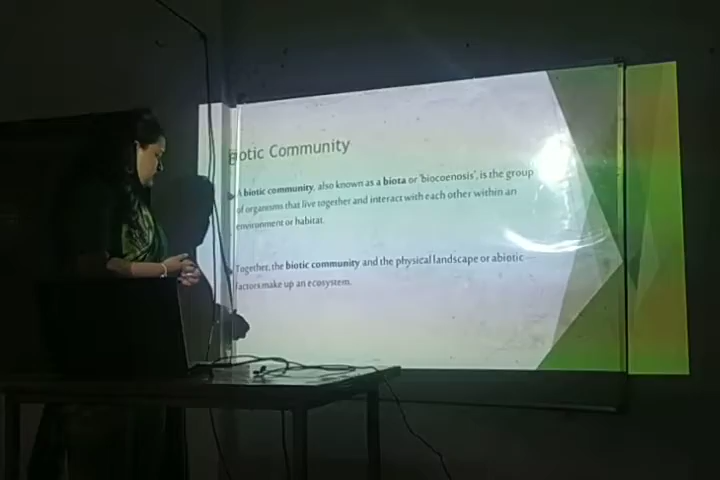 Biotic Community
A biotic community, also known as a biota or 'biocoenosis', is the group
of organisms that live together and interact with each other within an
environment or habitat.
Together, the biotic community and the physical landscape or abiotic
factors make up an ecosystem.